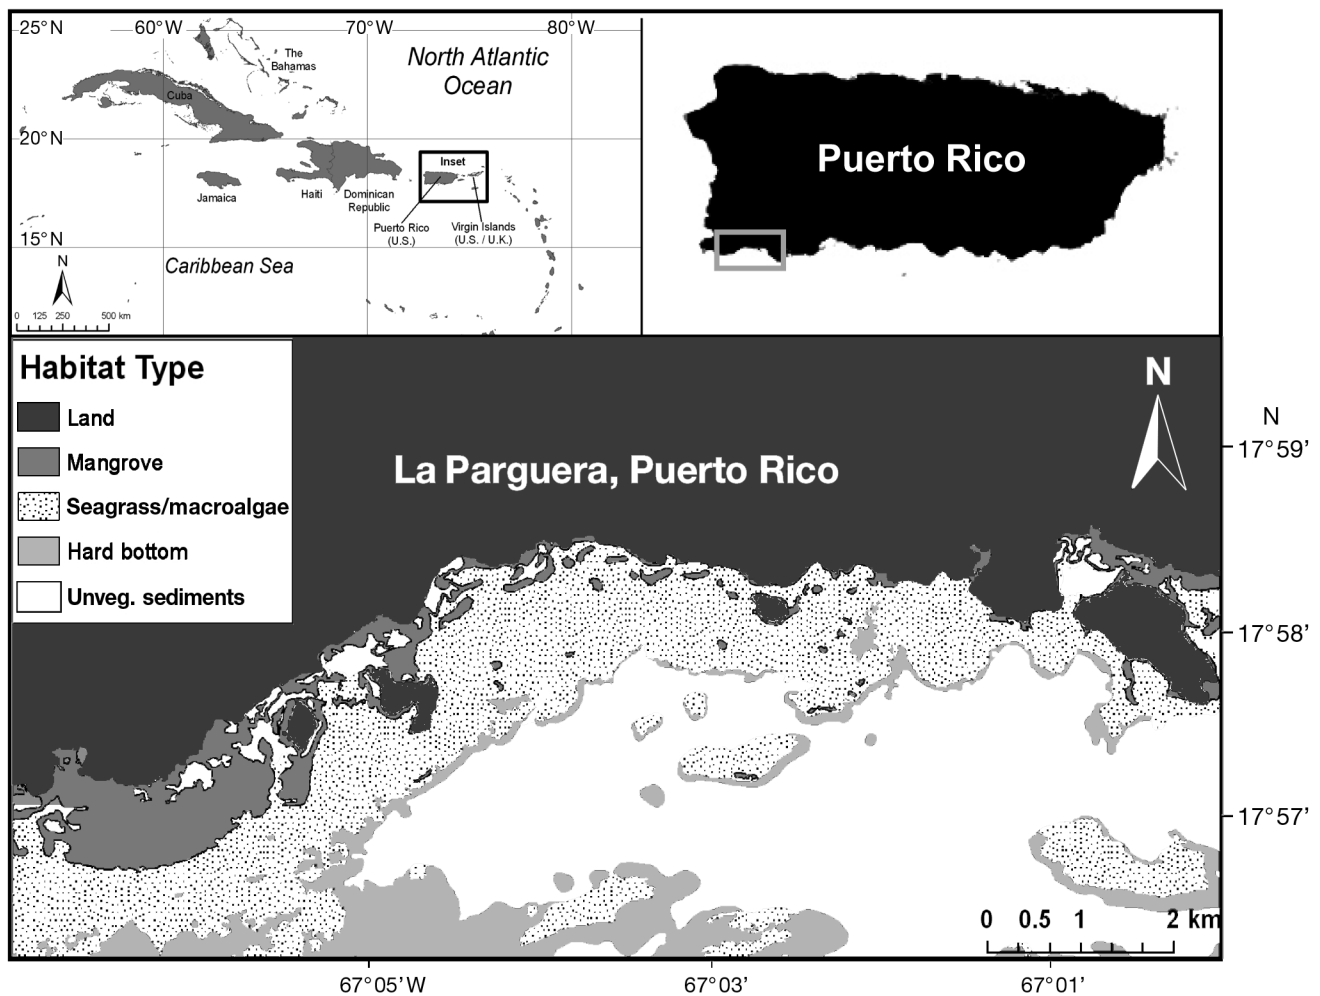 25°N
60°W
70°W
80°W
The
Bahamas
North Atlantic
Ocean
Cuba
20°N
Inset
Jamaica
Haiti
Dominican
Republic
Puerto Rico
(U.S.)
Virgin Islands
(U.S. / U.K.)
15°N
Caribbean Sea
N
0 125 250 500 km
Puerto Rico
Habitat Type
Land
Mangrove
Seagrass/macroalgae
Hard bottom
Unveg. sediments
La Parguera, Puerto Rico
N
N
17°59’
17°58’
17°57’
0 0.5 1 2 km
67°05’W
67°03’
67°01’